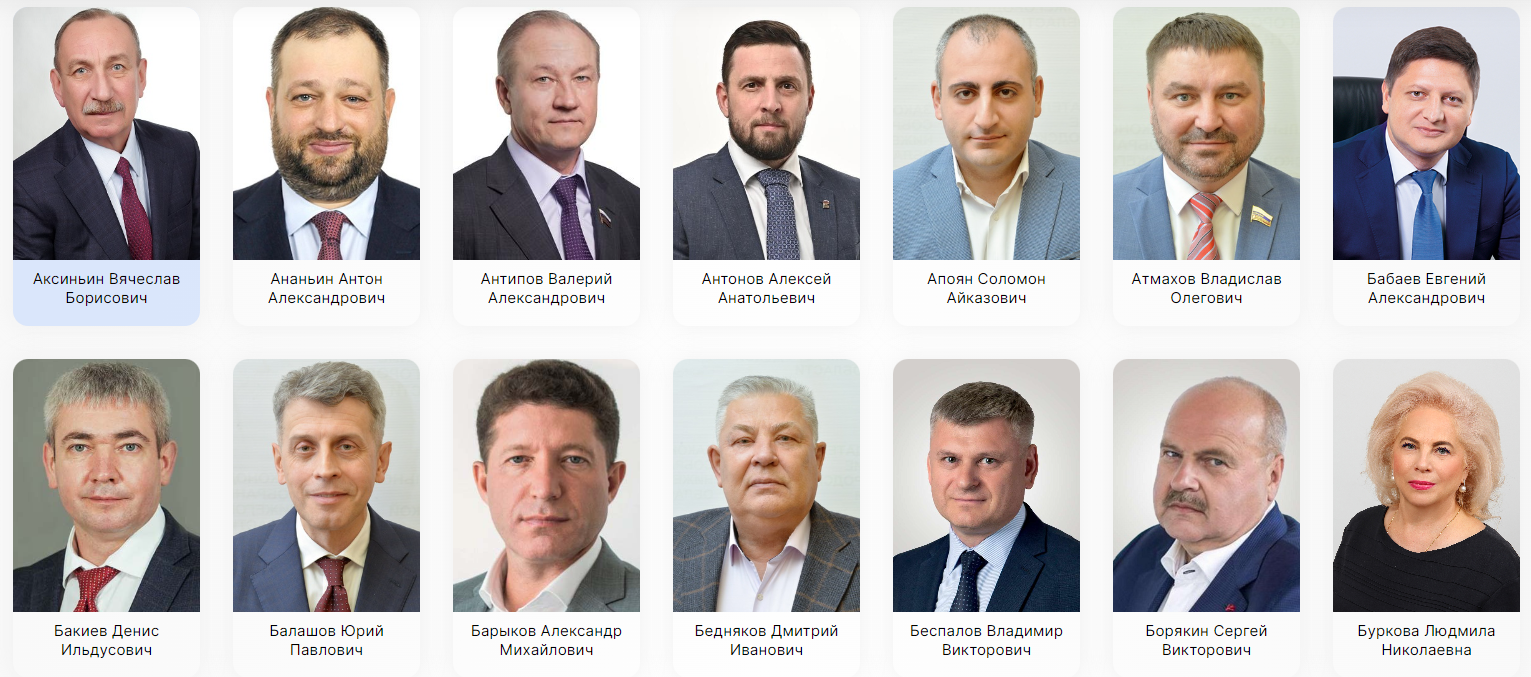 Аксиньин Вячеслав
Борисович
Ананьин Антон
Александрович
Антипов Валерий
Александрович
Антонов Алексей
Анатольевич
Апоян Соломон
Айказович
Атмахов Владислав
Олегович
Бабаев Евгений
Александрович
Бакиев Денис
Ильдусович
Балашов Юрий
Павлович
Барыков Александр
Михайлович
Бедняков Дмитрий
Иванович
Беспалов Владимир
Викторович
Борякин Сергей
Викторович
Буркова Людмила
Николаевна